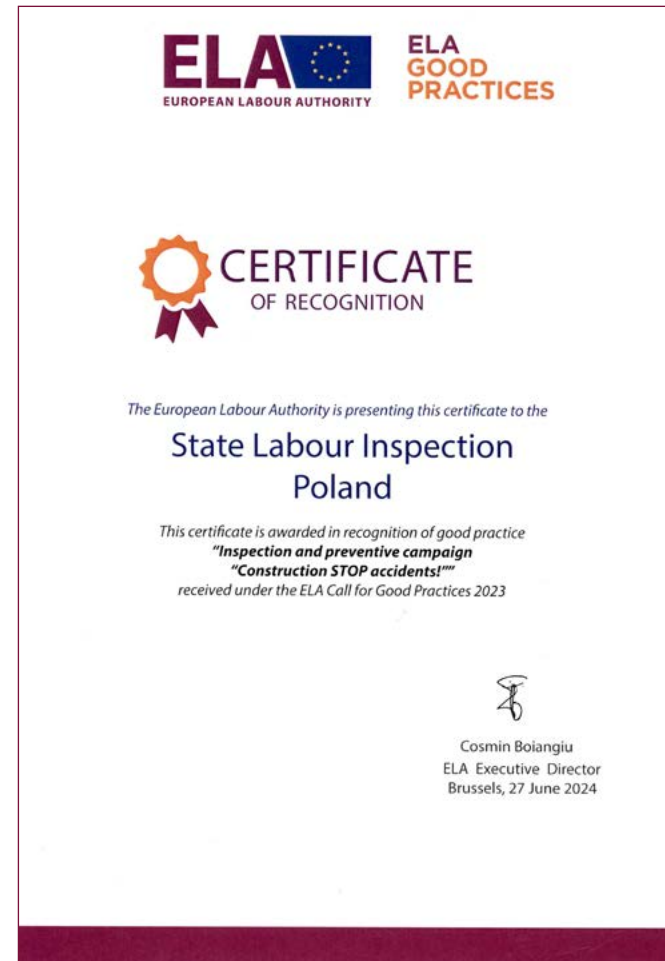 ELA
EUROPEAN LABOUR AUTHORITY
ELA
GOOD
PRACTICES
CERTIFICATE
OF RECOGNITION
The European Labour Authority is presenting this certificate to the
State Labour Inspection
Poland
This certificate is awarded in recognition of good practice
“Inspection and preventive campaign
“Construction STOP accidents!””
received under the ELA Call for Good Practices 2023
Cosmin Boiangiu
ELA Executive Director
Brussels, 27 June 2024